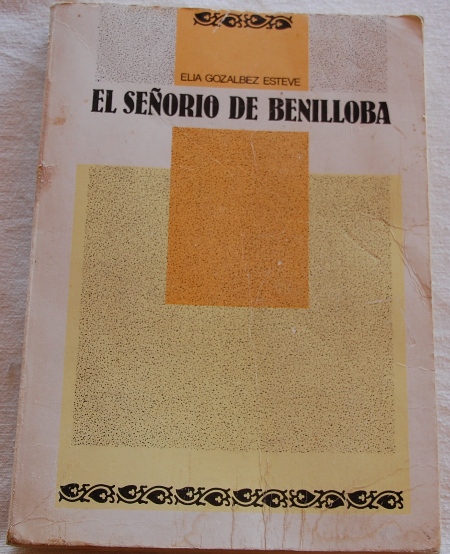 ELIA GOZALBEZ ESTEVE
EL SEÑORIO DE BENILLOBA